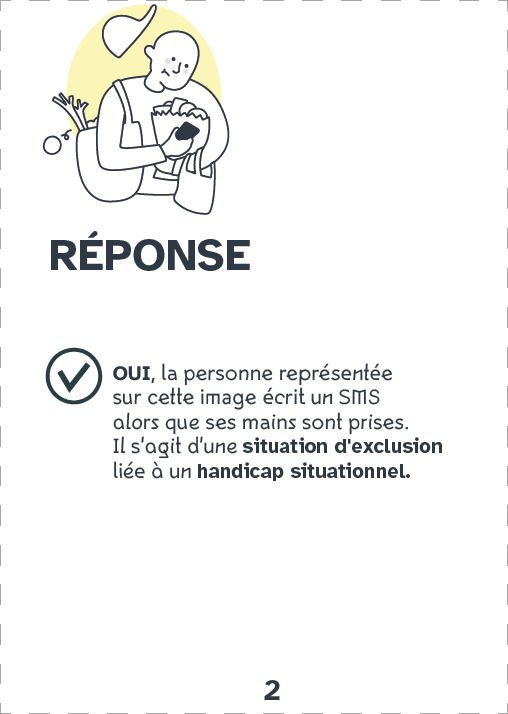 RÉPONSE
OUI, la personne représentée
sur cette image écrit un SMS
alors que ses mains sont prises.
Il s'agit d'une situation d'exclusion
liée à un handicap situationnel.
2